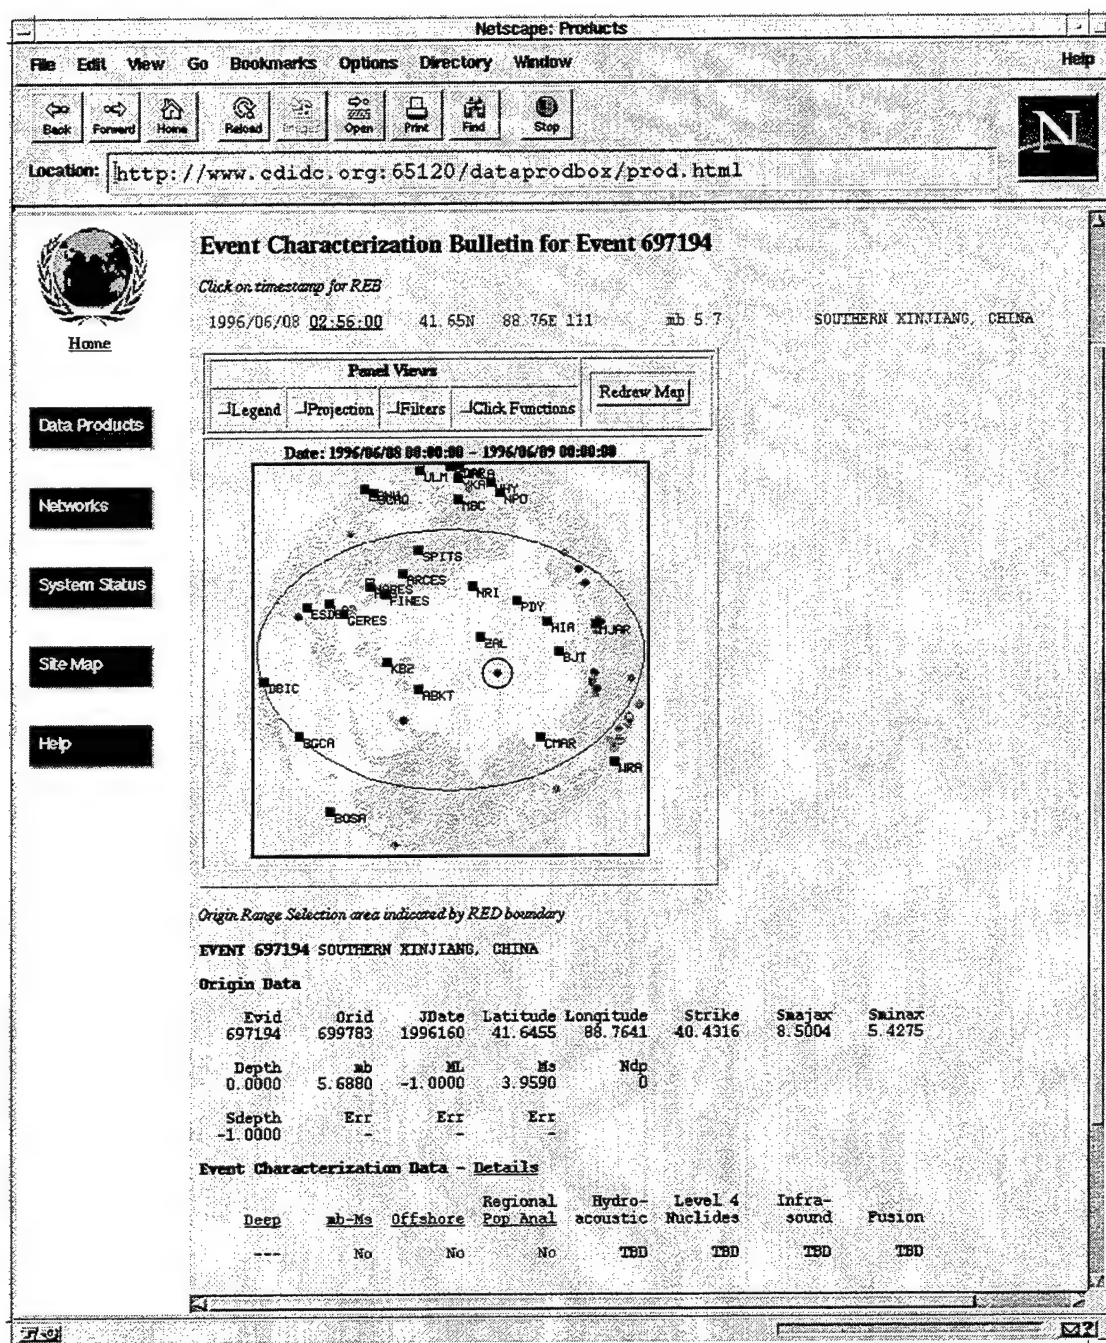 Netscape: Products
File Edit View Go Bookmarks Options Directory Window Help
Back Forward Home Reload Images Open Print Find Stop
N
Location: http://www.cdidc.org:65120/dataprodbox/prod.html
Home
Data Products
Networks
System Status
Site Map
Help
Event Characterization Bulletin for Event 697194
Click on timestamp for REB
1996/06/08 02:56:00 41.65N 88.76E 111 mb 5.7 SOUTHERN XINJIANG, CHINA
Panel Views
Legend Projection Filters Click Functions Redraw Map
Date: 1996/06/08 00:00:00 - 1996/06/09 00:00:00
ULM
WHY
NPO
MBC
SPITS
ARCES
FINES
NRI
PDY
GERES
HIA
MJAR
ZAL
BJT
KBZ
DBIC
ABKT
BGCA
CMAR
WRA
BOSA
Origin Range Selection area indicated by RED boundary
EVENT 697194 SOUTHERN XINJIANG, CHINA
Origin Data
Evid Orid JDate Latitude Longitude Strike Smajax Sminax
697194 699783 1996160 41.6455 88.7641 40.4316 8.5004 5.4275
Depth mb ML Ms Ndp
0.0000 5.6880 -1.0000 3.9590 0
Sdepth Err Err Err
-1.0000 - - -
Event Characterization Data - Details
Regional Hydro- Level 4 Infra-
Deep mb-Ms Offshore Pop Anal acoustic Nuclides sound Fusion
--- No No No TBD TBD TBD TBD